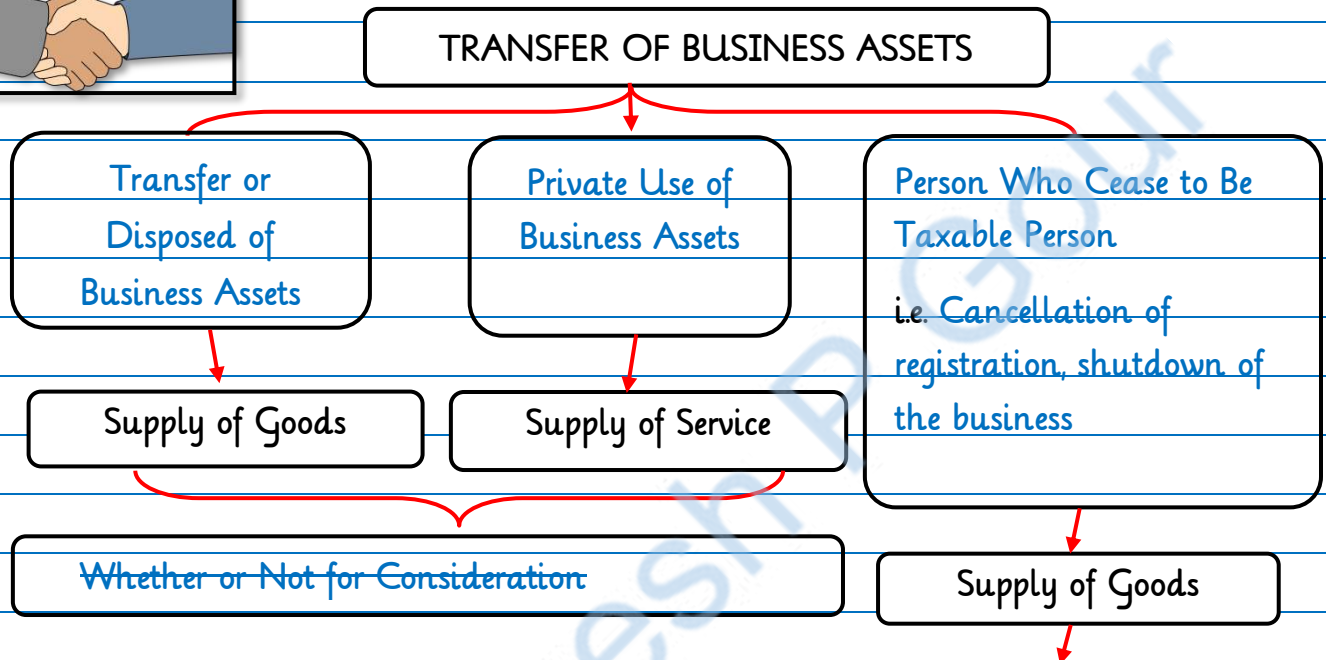 TRANSFER OF BUSINESS ASSETS
Transfer or
Disposed of
Business Assets
Private Use of
Business Assets
Person Who Cease to Be
Taxable Person
i.e. Cancellation of
registration, shutdown of
the business
Supply of Goods
Supply of Service
Whether or Not for Consideration
Supply of Goods
esh P Gour